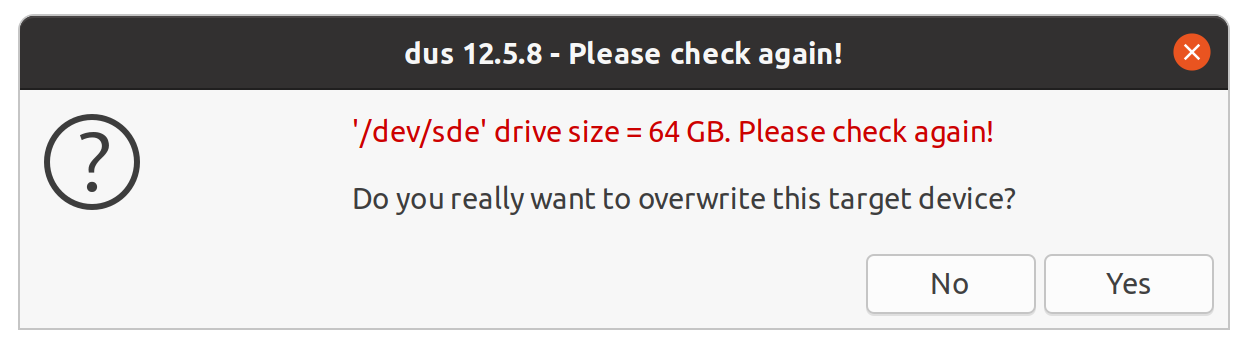 dus 12.5.8 - Please check again!
'/dev/sde' drive size = 64 GB. Please check again!
Do you really want to overwrite this target device?
No
Yes